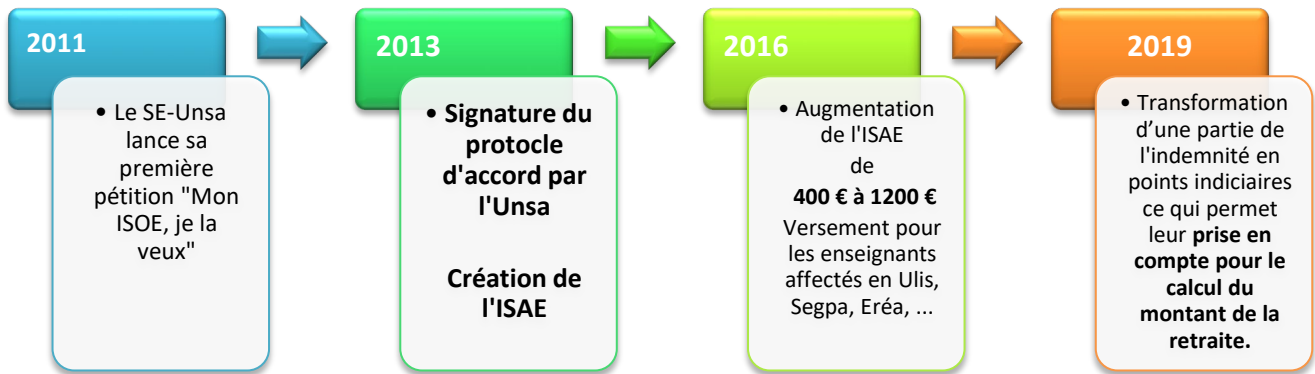 2011
• Le SE-Unsa
lance sa
première
pétition "Mon
ISOE, je la
veux"
2013
• Signature du
protocle
d'accord par
l'Unsa
Création de
l'ISAE
2016
• Augmentation
de l'ISAE
de
400 € à 1200 €
Versement pour
les enseignants
affectés en Ulis,
Segpa, Eréa, ...
2019
• Transformation
d’une partie de
l'indemnité en
points indiciaires
ce qui permet
leur prise en
compte pour le
calcul du
montant de la
retraite.